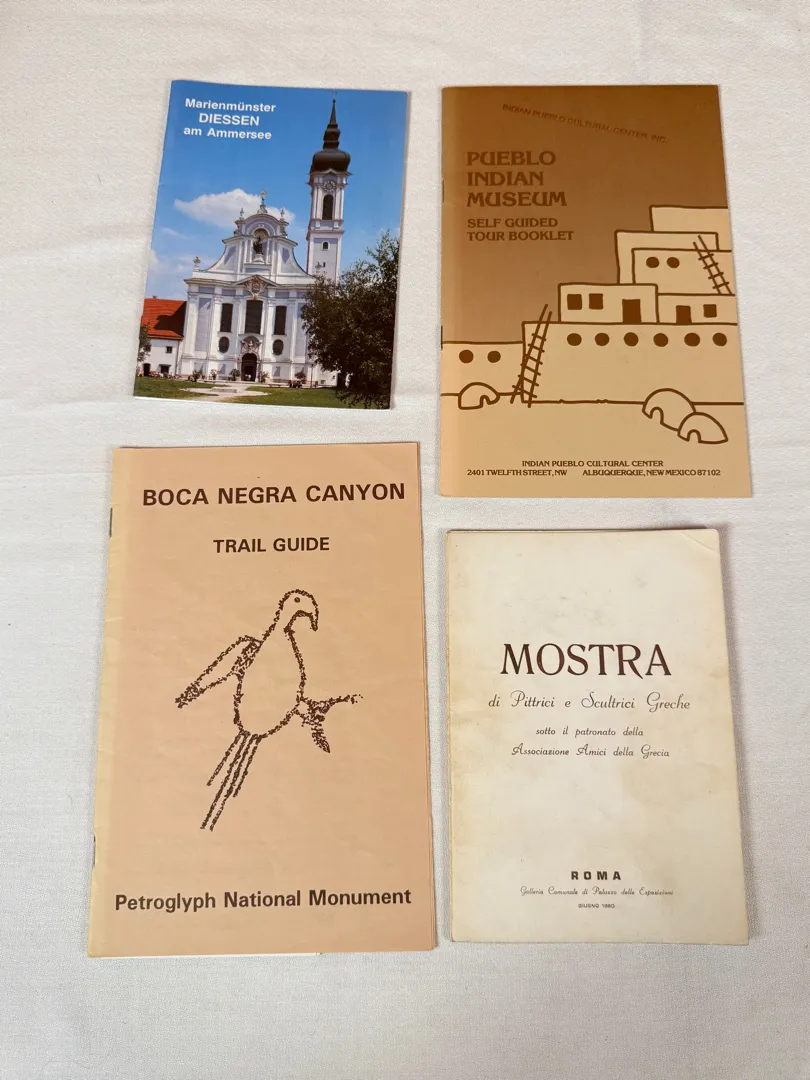 Marienmünster
DIESSEN
am Ammersee
INDIAN PUEBLO CULTURAL CENTER, INC.
PUEBLO
INDIAN
MUSEUM
SELF GUIDED
TOUR BOOKLET
INDIAN PUEBLO CULTURAL CENTER
2401 TWELFTH STREET, NW ALBUQUERQUE, NEW MEXICO 87102
BOCA NEGRA CANYON
TRAIL GUIDE
Petroglyph National Monument
MOSTRA
di Pittrici e Scultrici Greche
sotto il patronato della
Associazione Amici della Grecia
ROMA
Galleria Comunale di Palazzo delle Esposizioni
GIUGNO 1960